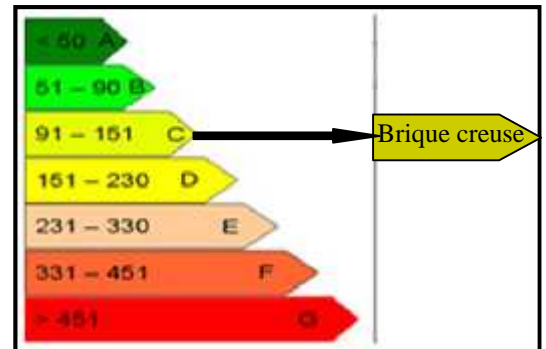 < 50 A
51 – 90 B
91 – 151 C
Brique creuse
151 – 230 D
231 – 330 E
331 – 451 F
> 451 G